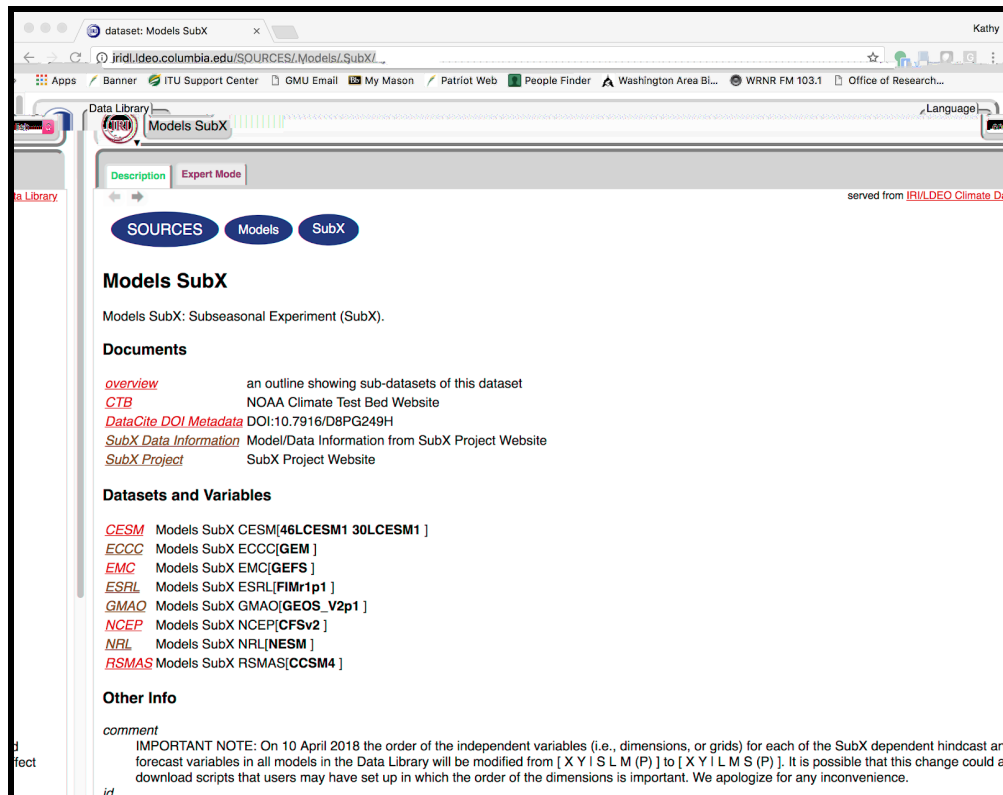 dataset: Models SubX
Kathy
iridl.ldeo.columbia.edu/SOURCES/.Models/.SubX/
Apps Banner ITU Support Center GMU Email My Mason Patriot Web People Finder Washington Area Bi... WRNR FM 103.1 Office of Research...
Data Library
Language
IRI
Models SubX
Description Expert Mode
ta Library
served from IRI/LDEO Climate Da
SOURCES Models SubX
Models SubX
Models SubX: Subseasonal Experiment (SubX).
Documents
overview an outline showing sub-datasets of this dataset
CTB NOAA Climate Test Bed Website
DataCite DOI Metadata DOI:10.7916/D8PG249H
SubX Data Information Model/Data Information from SubX Project Website
SubX Project SubX Project Website
Datasets and Variables
CESM Models SubX CESM[46LCESM1 30LCESM1 ]
ECCC Models SubX ECCC[GEM ]
EMC Models SubX EMC[GEFS ]
ESRL Models SubX ESRL[FIMr1p1 ]
GMAO Models SubX GMAO[GEOS_V2p1 ]
NCEP Models SubX NCEP[CFSv2 ]
NRL Models SubX NRL[NESM ]
RSMAS Models SubX RSMAS[CCSM4 ]
Other Info
comment
IMPORTANT NOTE: On 10 April 2018 the order of the independent variables (i.e., dimensions, or grids) for each of the SubX dependent hindcast an
forecast variables in all models in the Data Library will be modified from [ X Y | S L M (P) ] to [ X Y | L M S (P) ]. It is possible that this change could a
fect
download scripts that users may have set up in which the order of the dimensions is important. We apologize for any inconvenience.
id